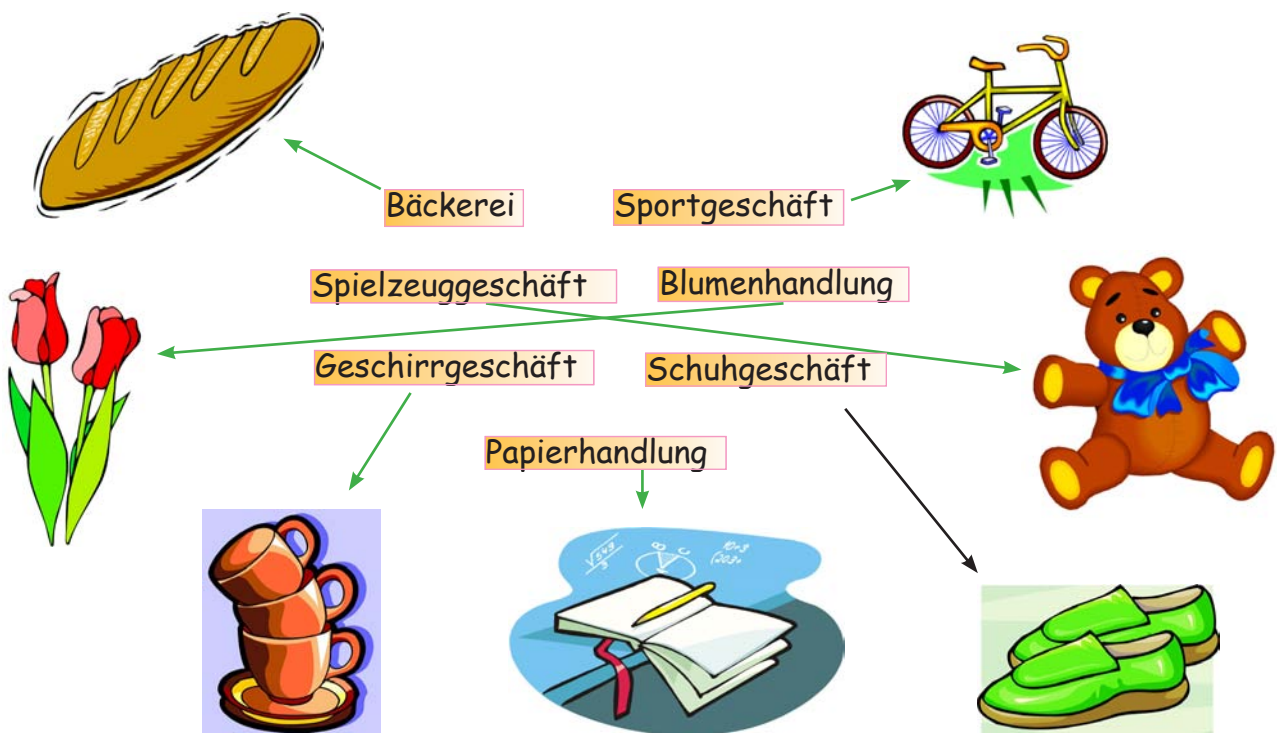 Bäckerei
Sportgeschäft
Spielzeuggeschäft
Blumenhandlung
Geschirrgeschäft
Schuhgeschäft
Papierhandlung